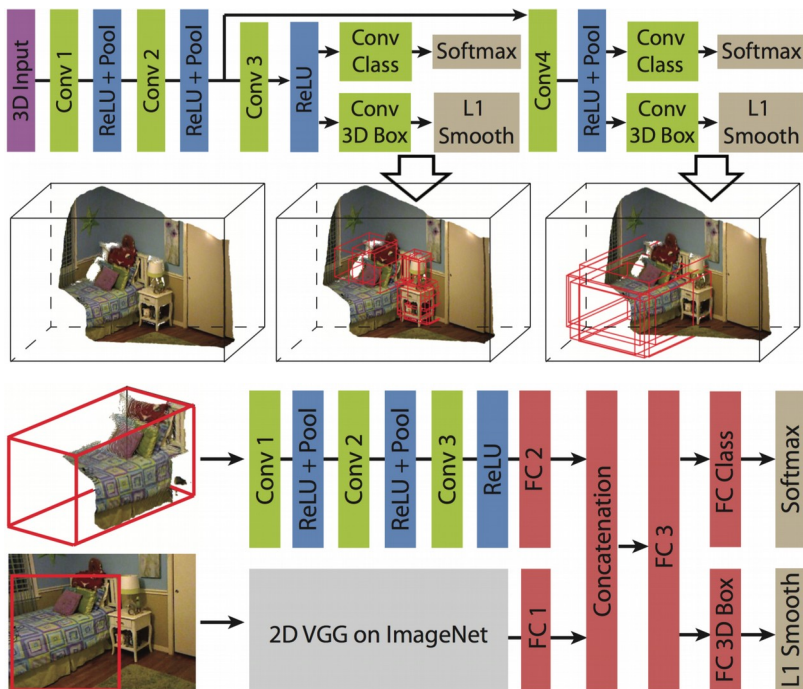 3D Input
Conv 1
ReLU + Pool
Conv 2
ReLU + Pool
Conv 3
ReLU
Conv
Class
Softmax
Conv
3D Box
L1
Smooth
Conv4
ReLU + Pool
Conv
Class
Softmax
Conv
3D Box
L1
Smooth
Conv 1
ReLU + Pool
Conv 2
ReLU + Pool
Conv 3
ReLU
FC 2
2D VGG on ImageNet
FC 1
Concatenation
FC 3
FC Class
Softmax
FC 3D Box
L1 Smooth